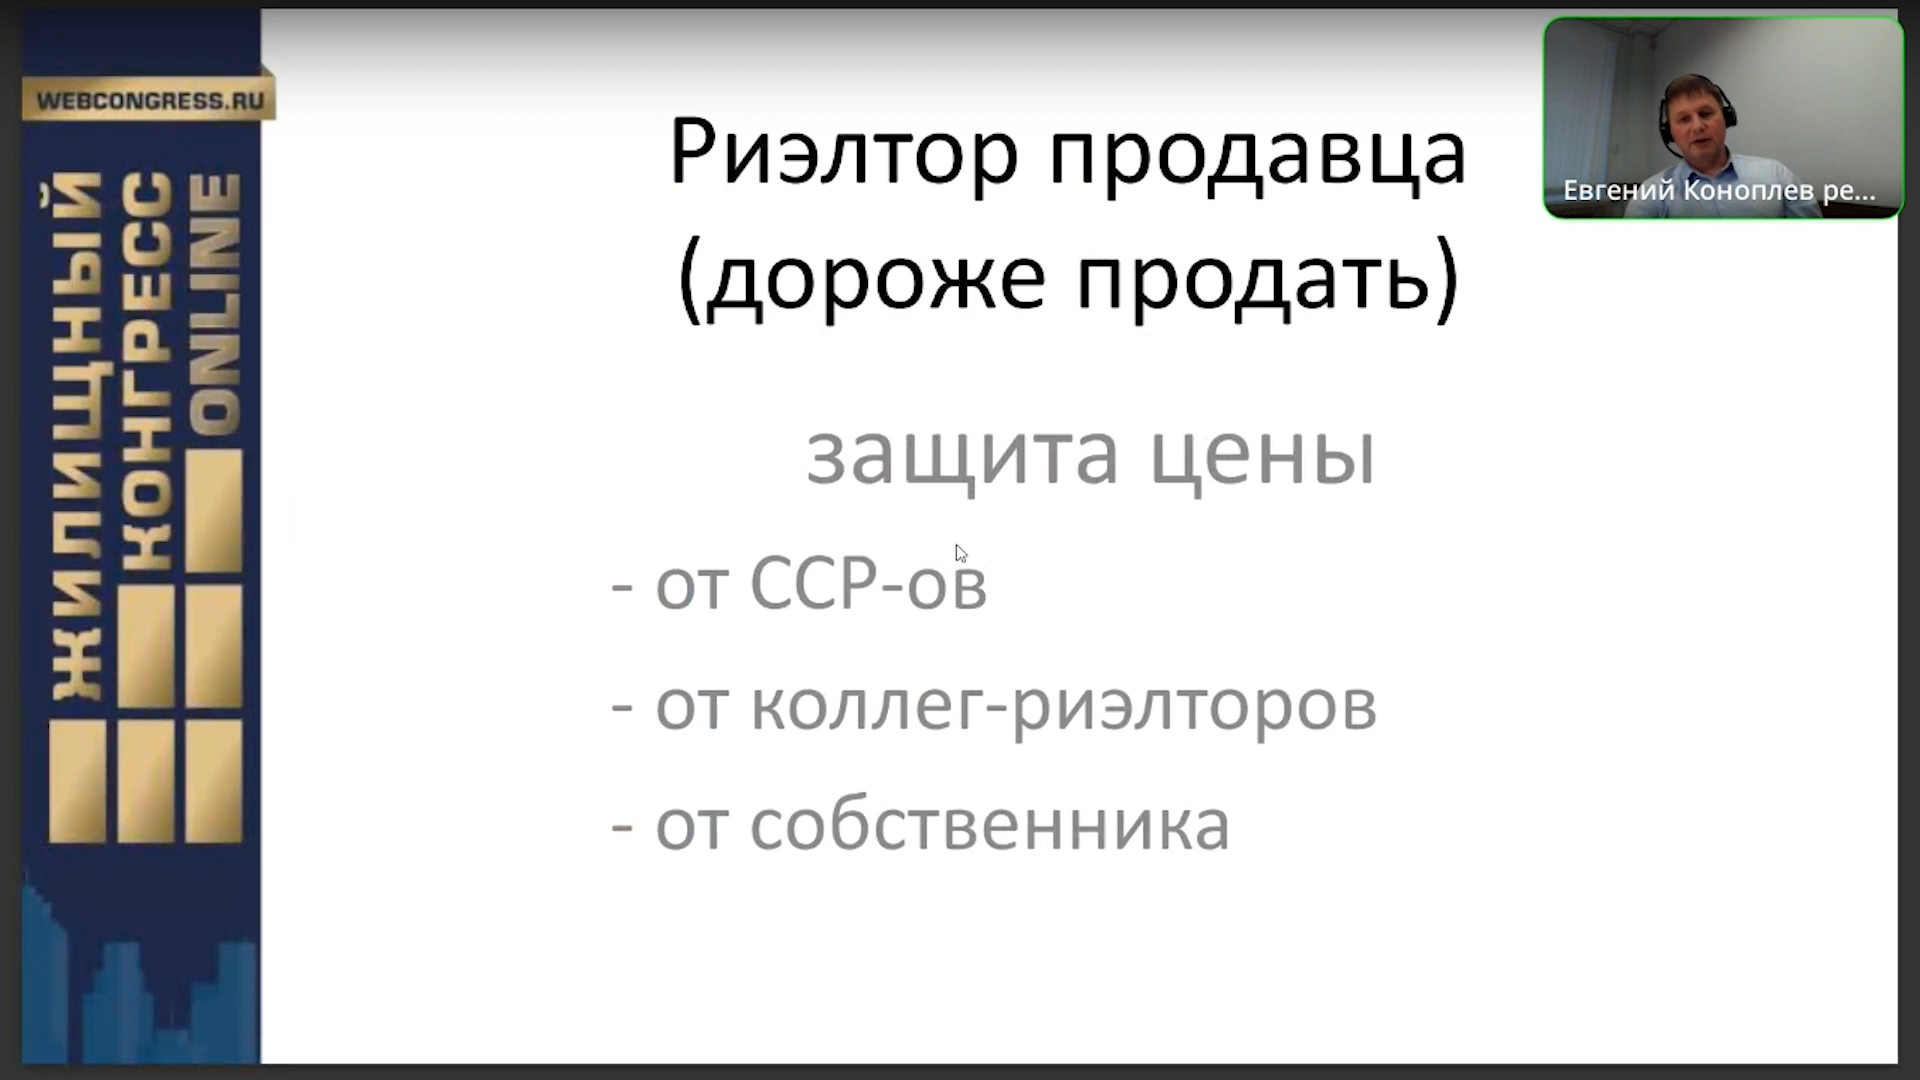 WEBCONGRESS.RU
ЖИЛИЩНЫЙ
КОНГРЕСС
ONLINE
Риэлтор продавца
(дороже продать)
защита цены
- от ССР-ов
- от коллег-риэлторов
- от собственника
Евгений Коноплев ре...